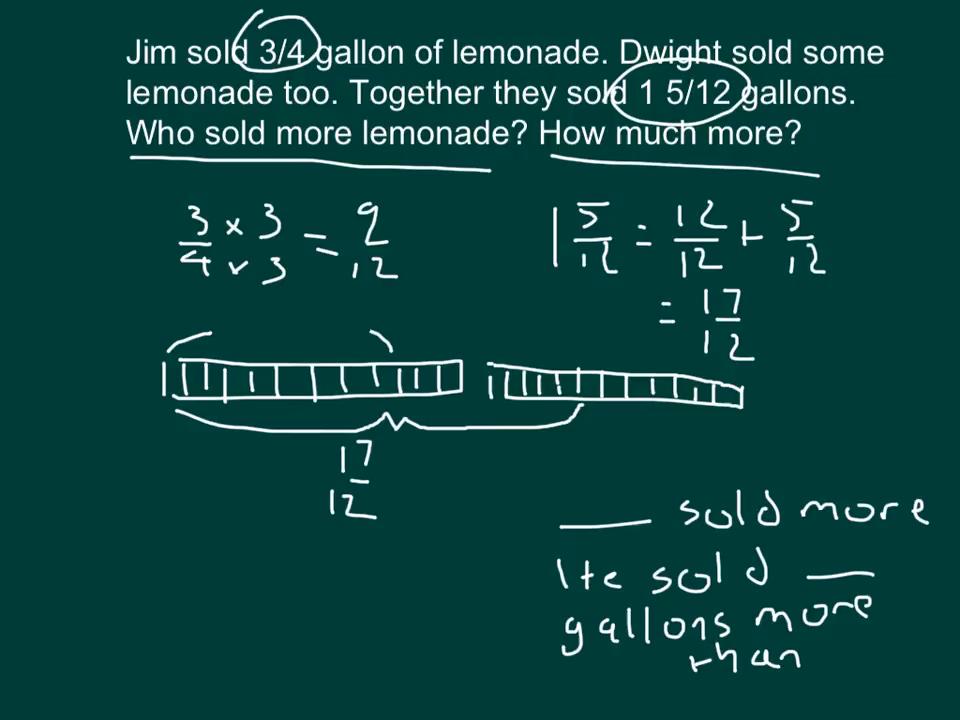 Jim sold 3/4 gallon of lemonade. Dwight sold some
lemonade too. Together they sold 1 5/12 gallons.
Who sold more lemonade? How much more?
3/4 × 3/3 = 9/12
1 5/12 = 12/12 + 5/12
= 17/12
17/12
___ sold more
He sold ___
gallons more
than